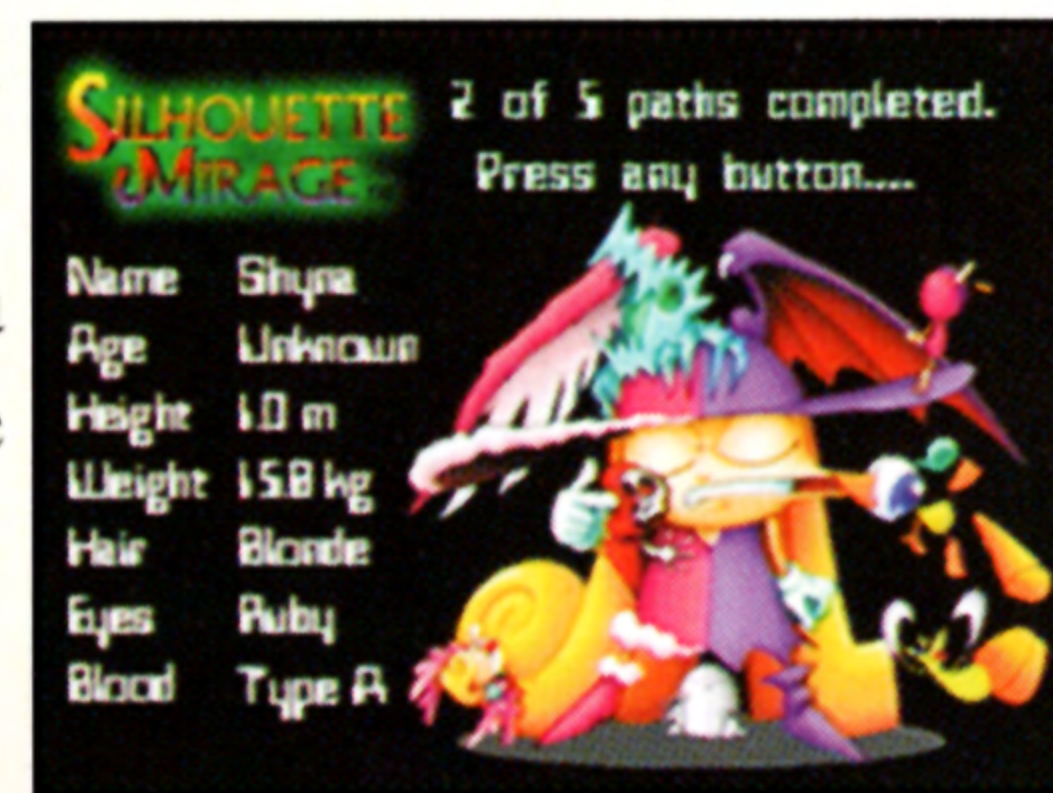 SILHOUETTE
MIRAGE
2 of 5 paths completed.
Press any button....
Name Shyna
Age Unknown
Height 1.0 m
Weight 15.8 kg
Hair Blonde
Eyes Ruby
Blood Type A